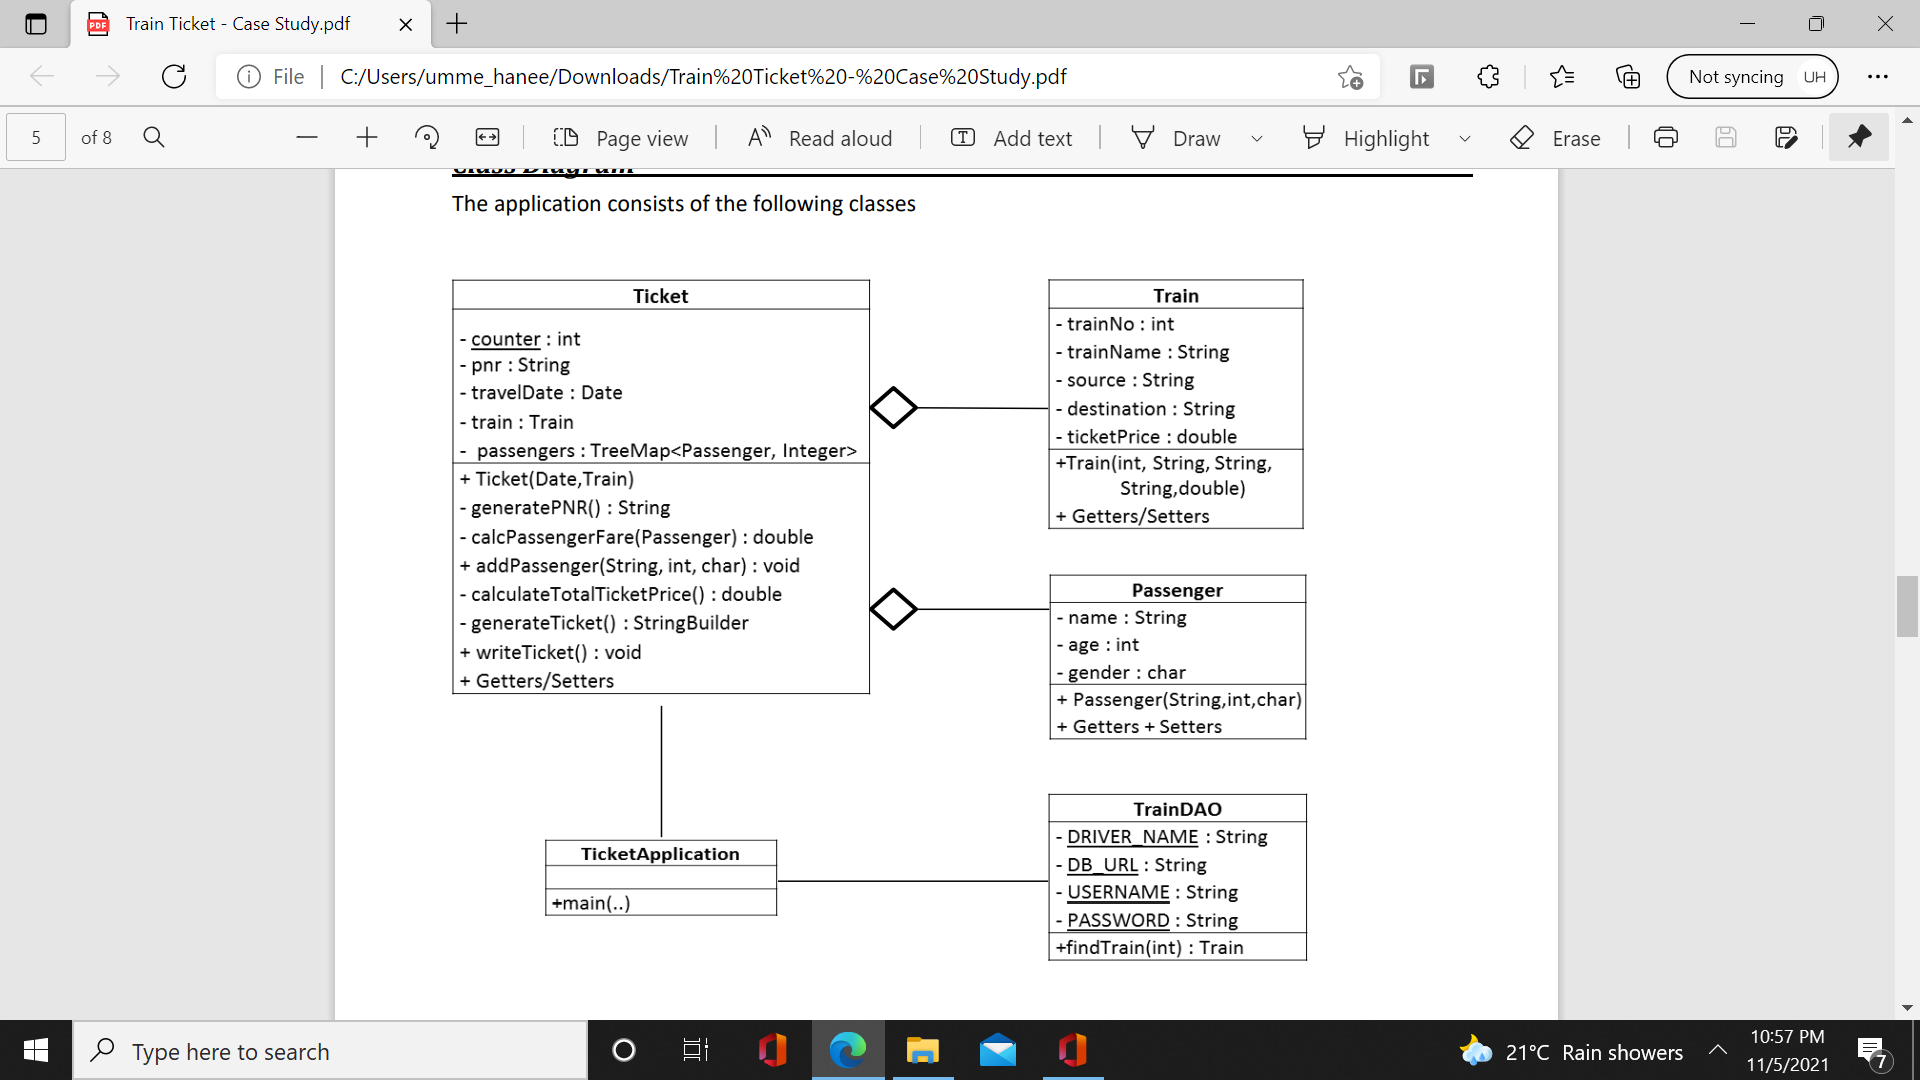 Train Ticket - Case Study.pdf
File
C:/Users/umme_hanee/Downloads/Train%20Ticket%20-%20Case%20Study.pdf
Not syncing UH
5 of 8
Page view
Read aloud
Add text
Draw
Highlight
Erase
Class Diagram
The application consists of the following classes
Ticket
- counter : int
- pnr : String
- travelDate : Date
- train : Train
- passengers : TreeMap<Passenger, Integer>
+ Ticket(Date,Train)
- generatePNR() : String
- calcPassengerFare(Passenger) : double
+ addPassenger(String, int, char) : void
- calculateTotalTicketPrice() : double
- generateTicket() : StringBuilder
+ writeTicket() : void
+ Getters/Setters
Train
- trainNo : int
- trainName : String
- source : String
- destination : String
- ticketPrice : double
+Train(int, String, String,
String,double)
+ Getters/Setters
Passenger
- name : String
- age : int
- gender : char
+ Passenger(String,int,char)
+ Getters + Setters
TicketApplication
+main(..)
TrainDAO
- DRIVER_NAME : String
- DB_URL : String
- USERNAME : String
- PASSWORD : String
+findTrain(int) : Train
Type here to search
21°C Rain showers
10:57 PM
11/5/2021
7